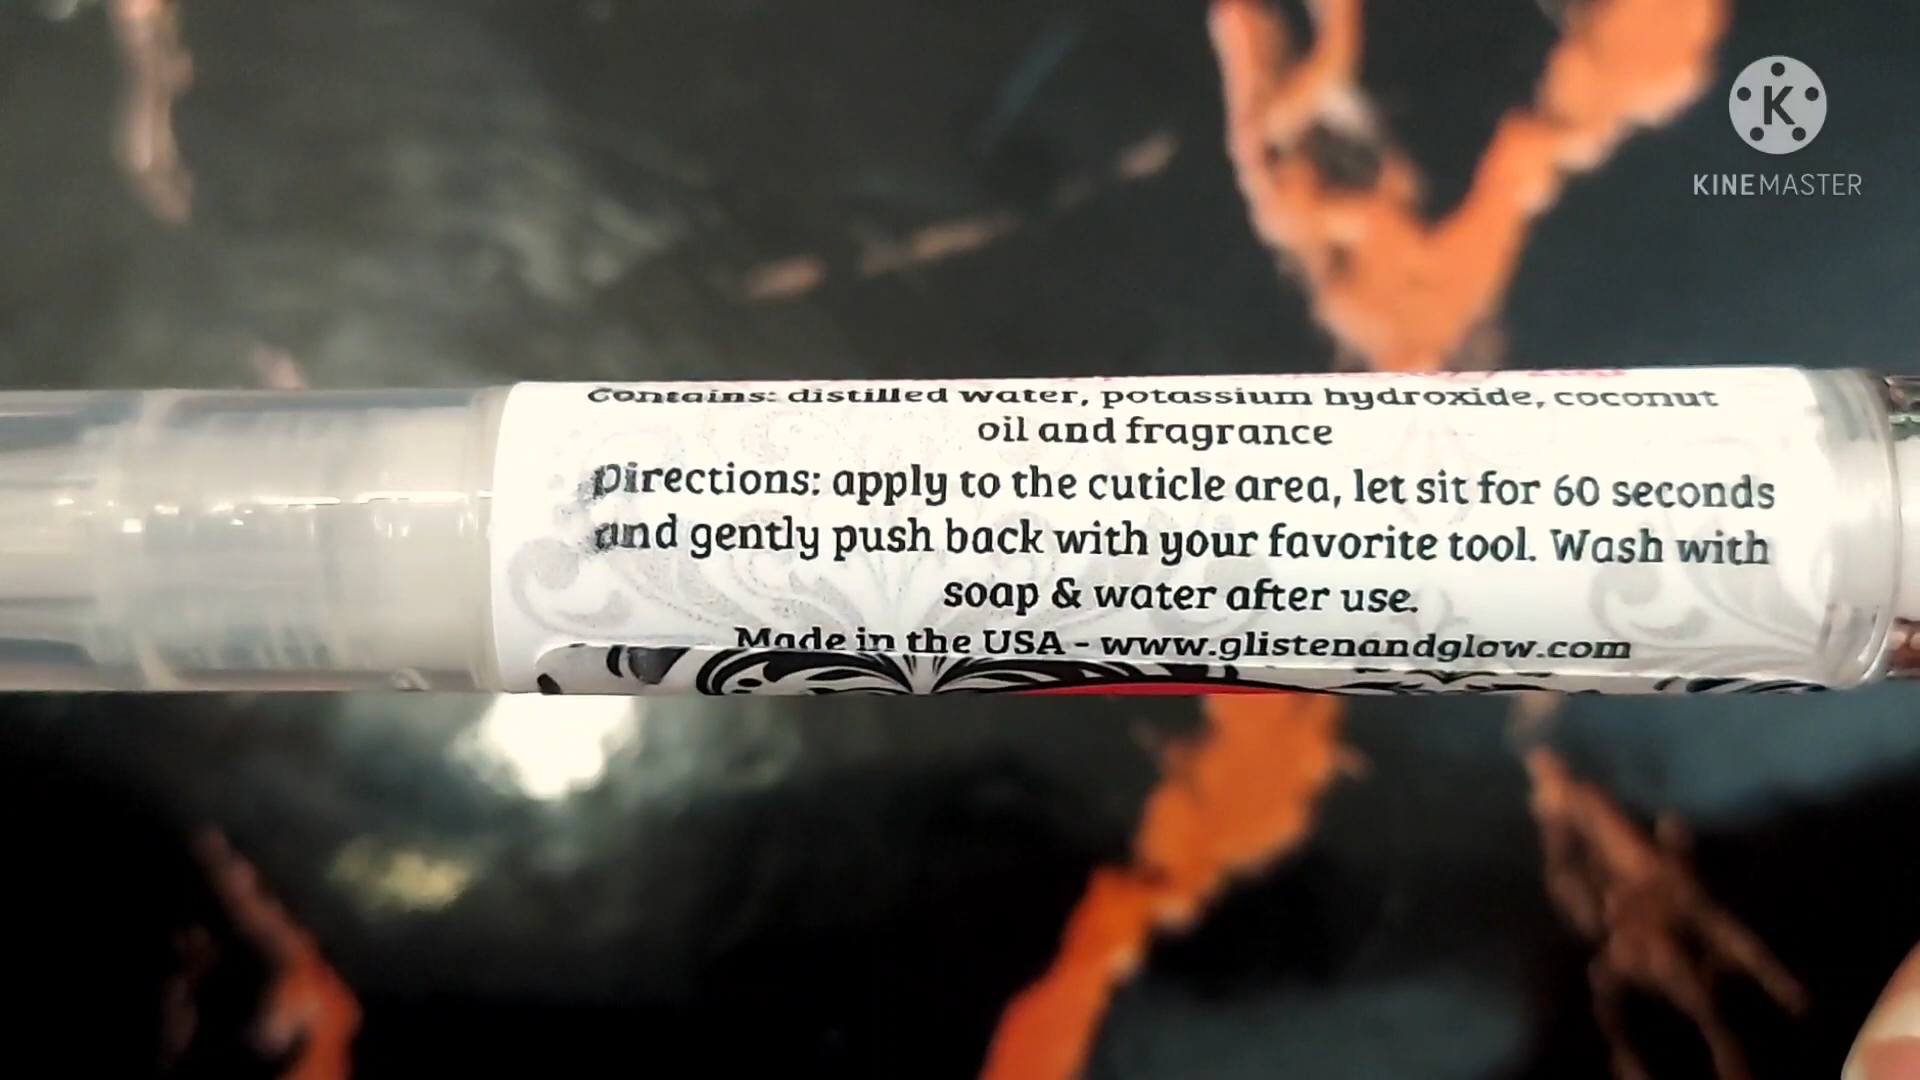 K
KINEMASTER
Contains: distilled water, potassium hydroxide, coconut
oil and fragrance
Directions: apply to the cuticle area, let sit for 60 seconds
and gently push back with your favorite tool. Wash with
soap & water after use.
Made in the USA - www.glistenandglow.com